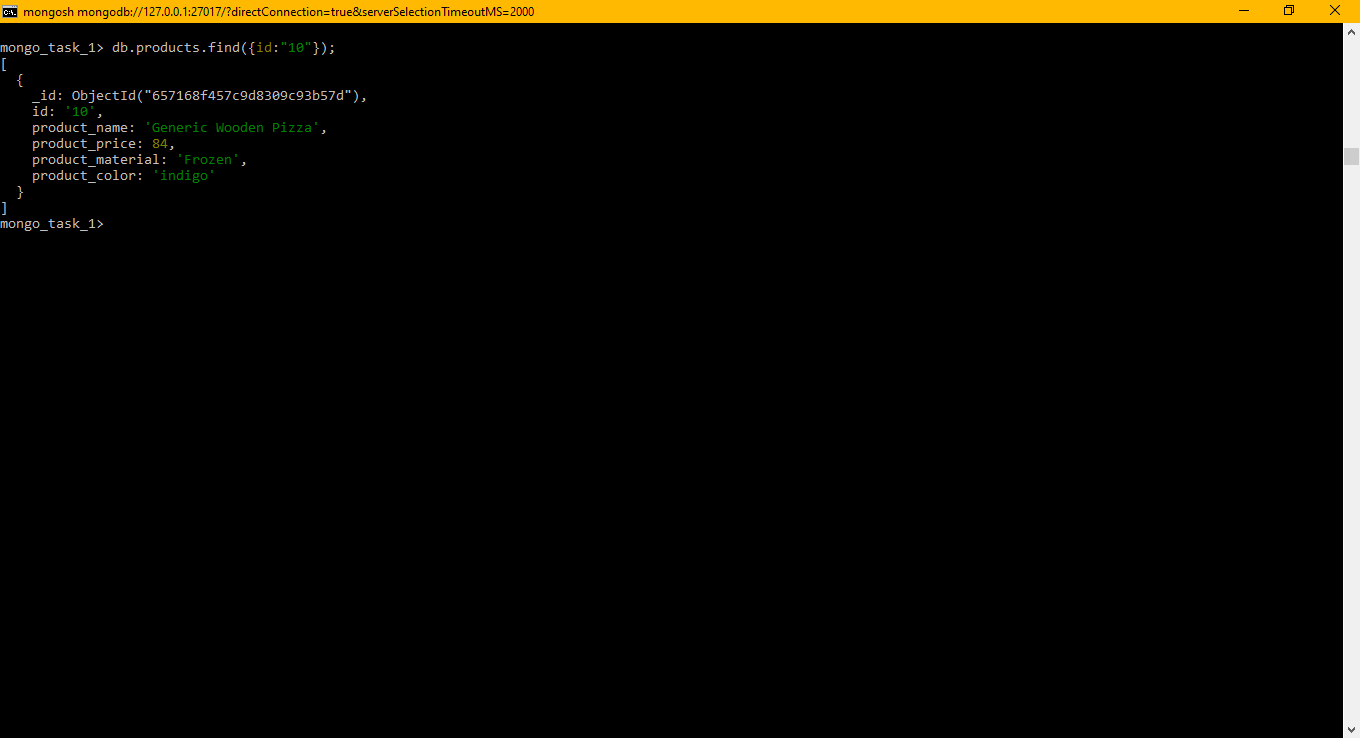 mongosh mongodb://127.0.0.1:27017/?directConnection=true&serverSelectionTimeoutMS=2000
mongo_task_1> db.products.find({id:"10"});
[
  {
    _id: ObjectId("657168f457c9d8309c93b57d"),
    id: '10',
    product_name: 'Generic Wooden Pizza',
    product_price: 84,
    product_material: 'Frozen',
    product_color: 'indigo'
  }
]
mongo_task_1>